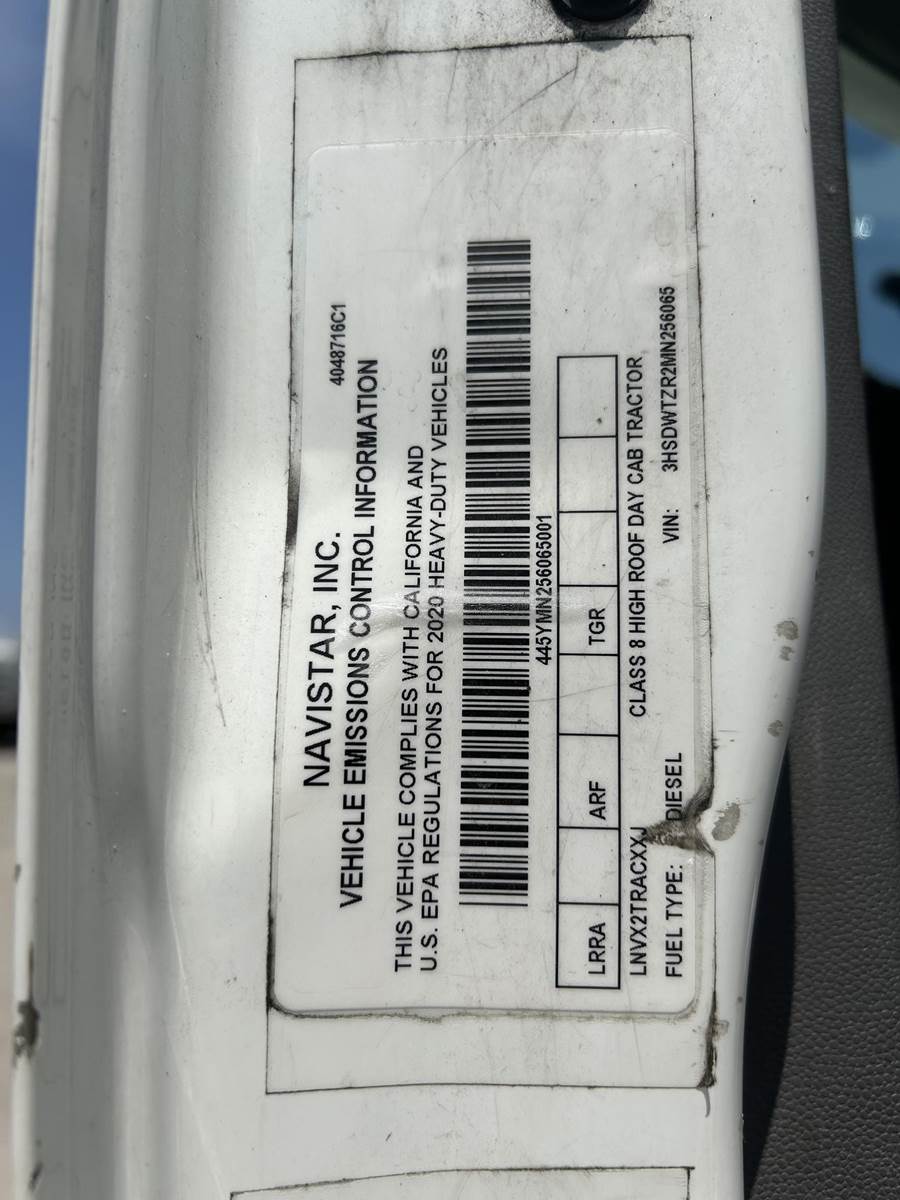 4048716C1
NAVISTAR, INC.
VEHICLE EMISSIONS CONTROL INFORMATION
THIS VEHICLE COMPLIES WITH CALIFORNIA AND
U.S. EPA REGULATIONS FOR 2020 HEAVY-DUTY VEHICLES
445YMN256065001
LRRA ARF TGR
LNVX2TRACXXJ CLASS 8 HIGH ROOF DAY CAB TRACTOR
FUEL TYPE: DIESEL VIN: 3HSDWTZR2MN256065